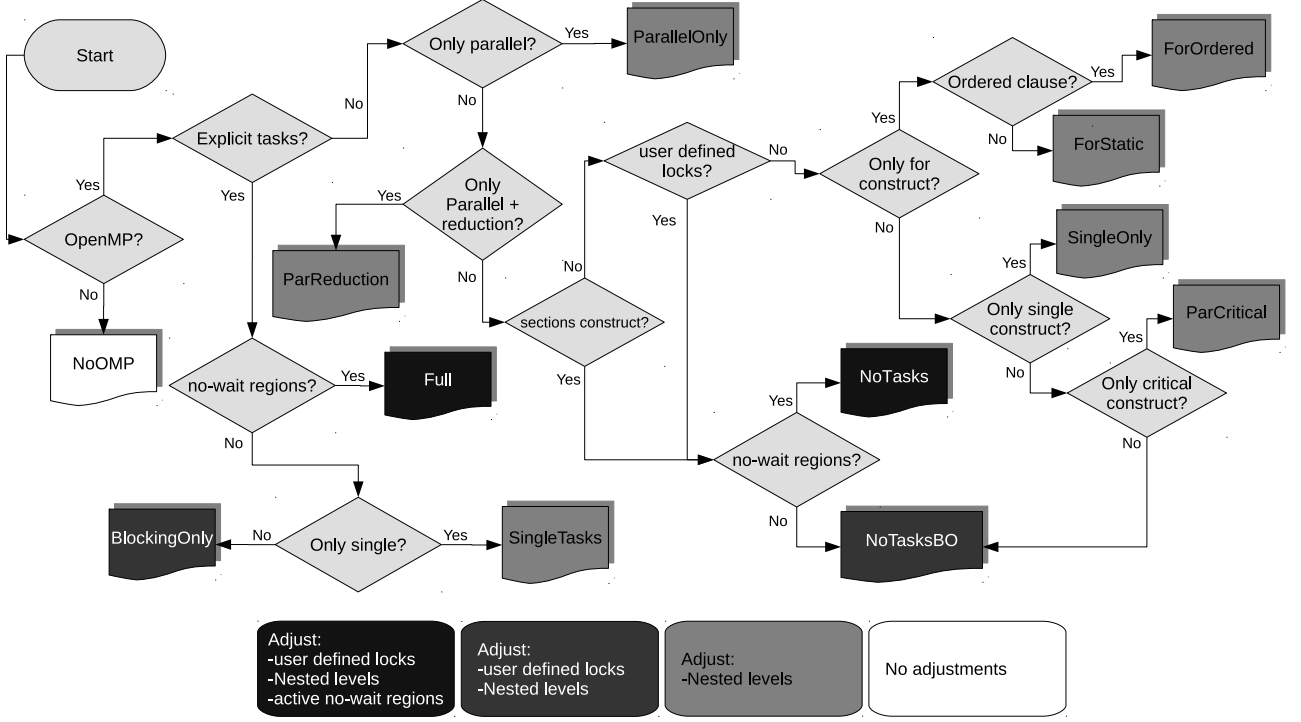 Start
OpenMP?
Yes
No
NoOMP
Explicit tasks?
No
Yes
Only parallel?
Yes
No
ParallelOnly
Only
Parallel +
reduction?
Yes
No
ParReduction
sections construct?
No
Yes
user defined
locks?
No
Yes
Only for
construct?
Yes
No
Ordered clause?
Yes
No
ForOrdered
ForStatic
Only single
construct?
Yes
No
SingleOnly
Only critical
construct?
Yes
No
ParCritical
no-wait regions?
Yes
No
Full
no-wait regions?
Yes
No
NoTasks
NoTasksBO
Only single?
No
Yes
BlockingOnly
SingleTasks
Adjust:
-user defined locks
-Nested levels
-active no-wait regions
Adjust:
-user defined locks
-Nested levels
Adjust:
-Nested levels
No adjustments